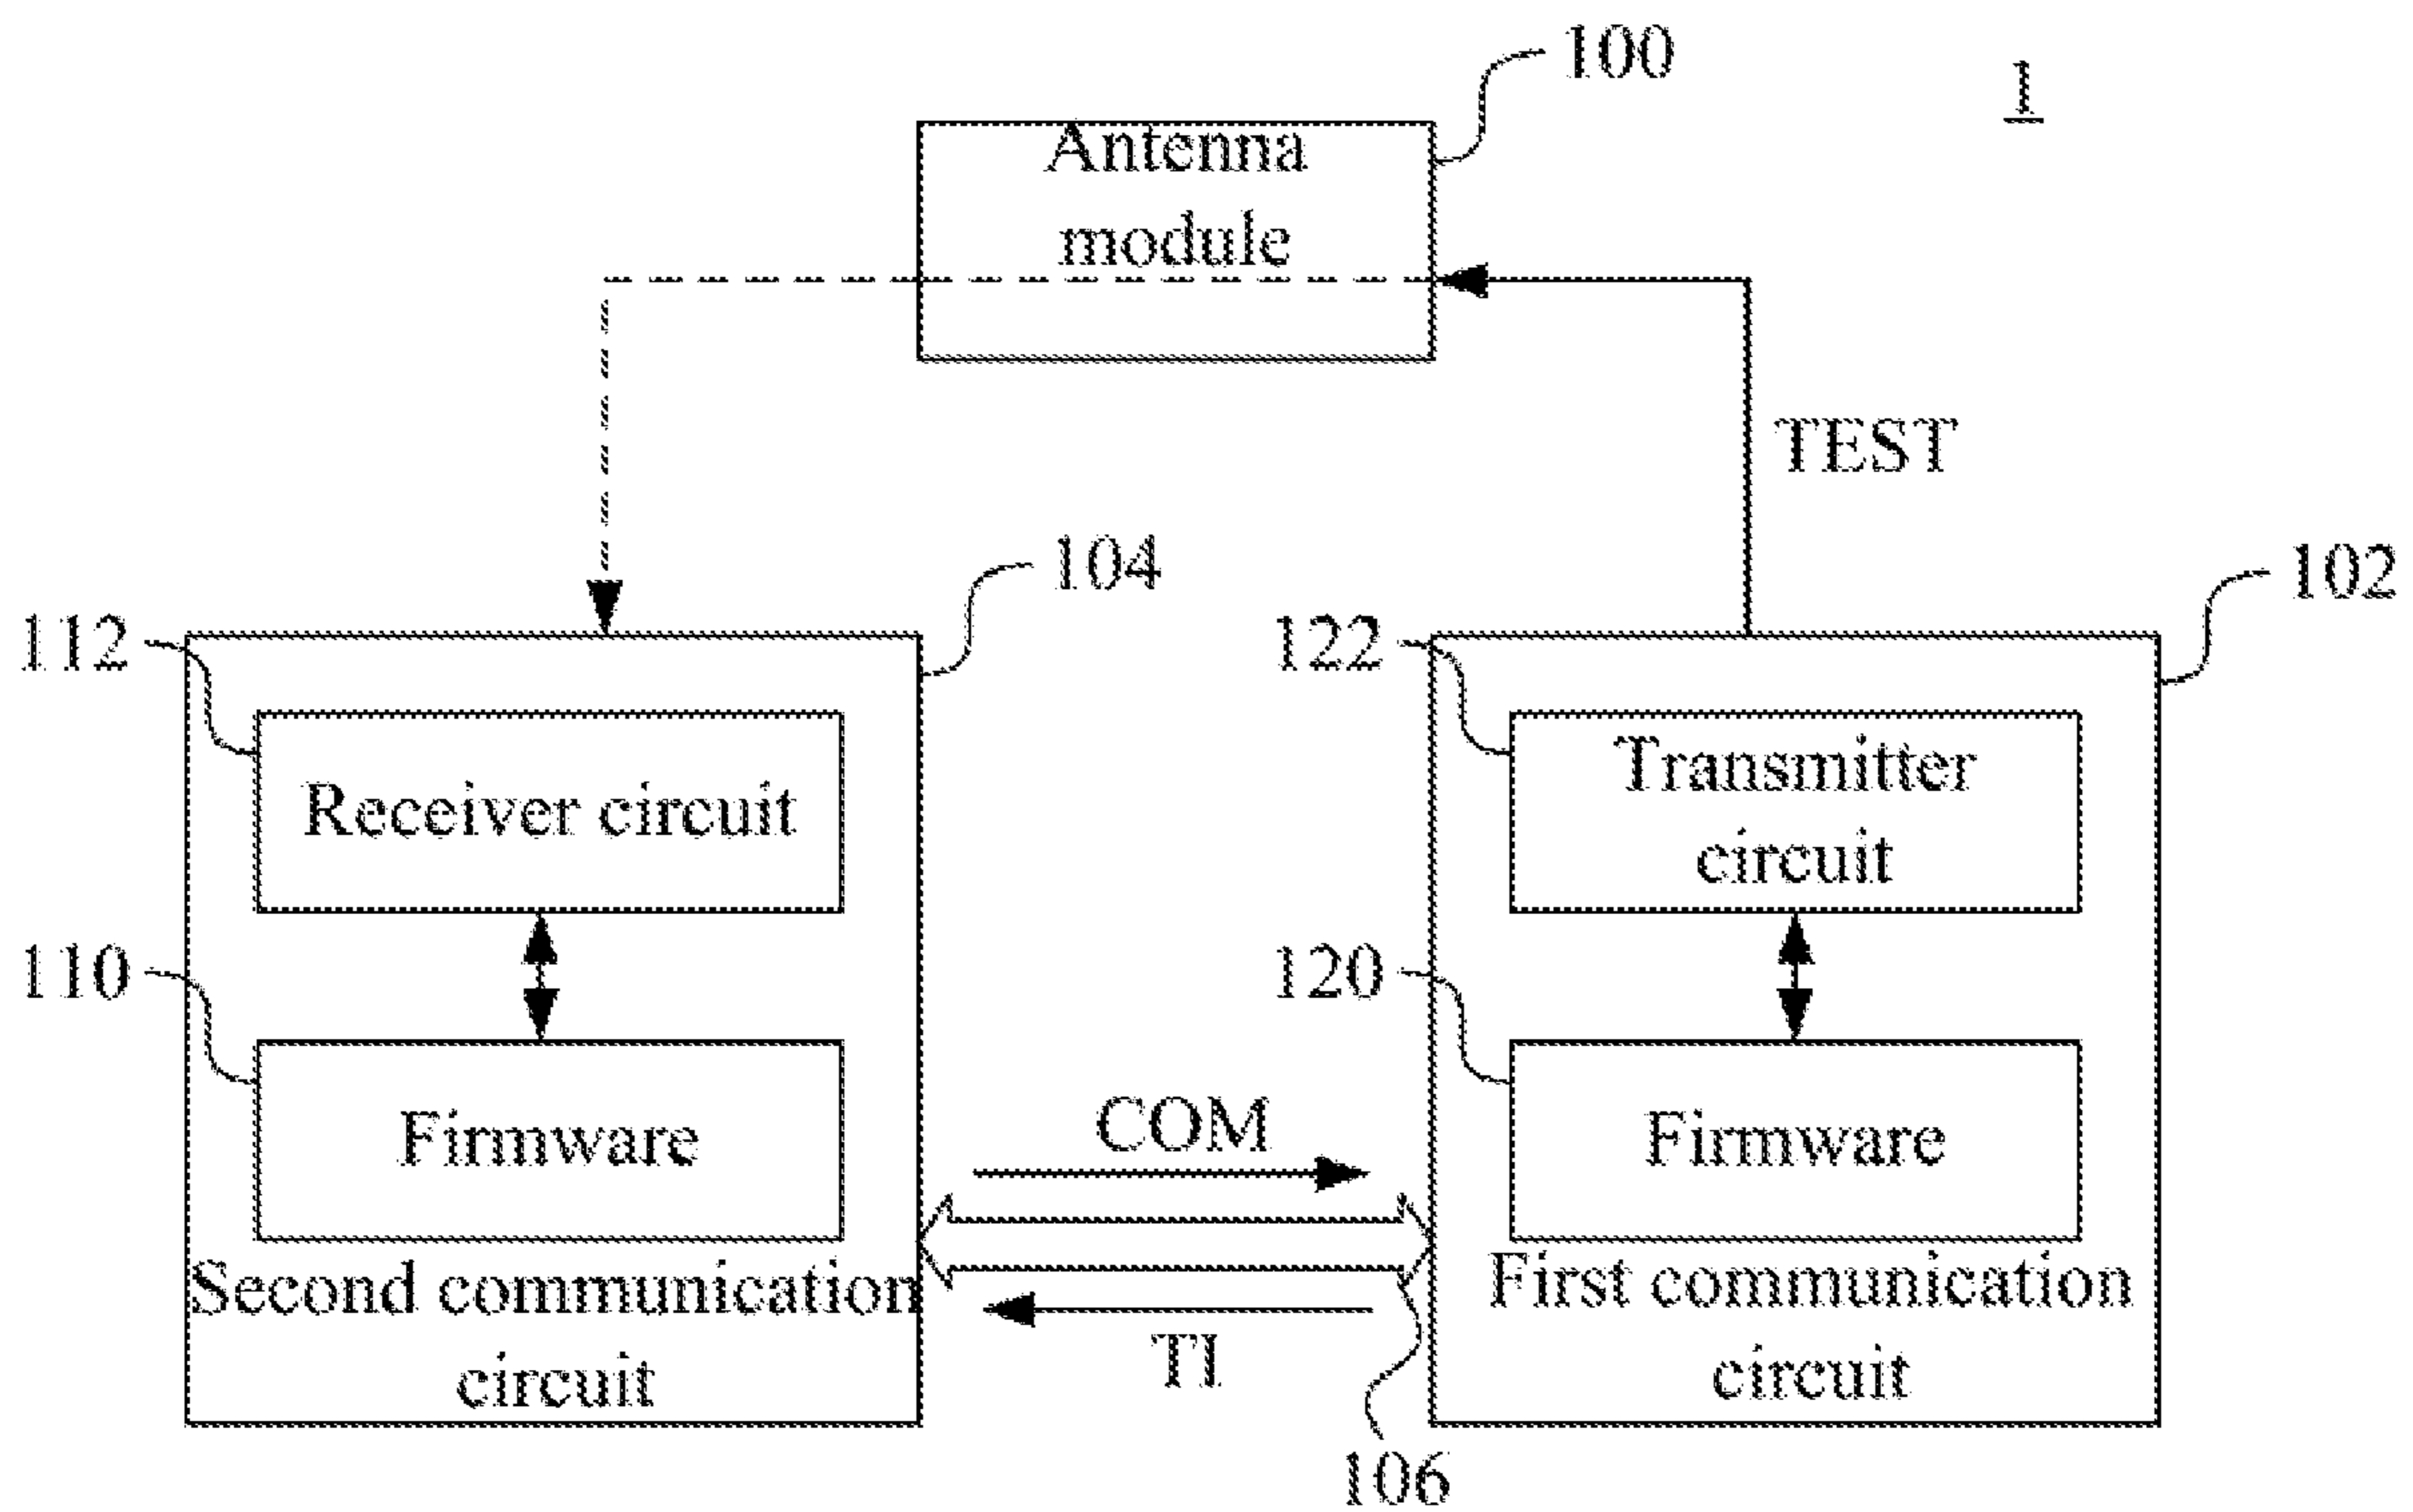 100
1
Antenna
module
TEST
104
102
112
122
Receiver circuit
Transmitter
circuit
110
120
Firmware
COM
Firmware
Second communication
circuit
TI
First communication
circuit
106